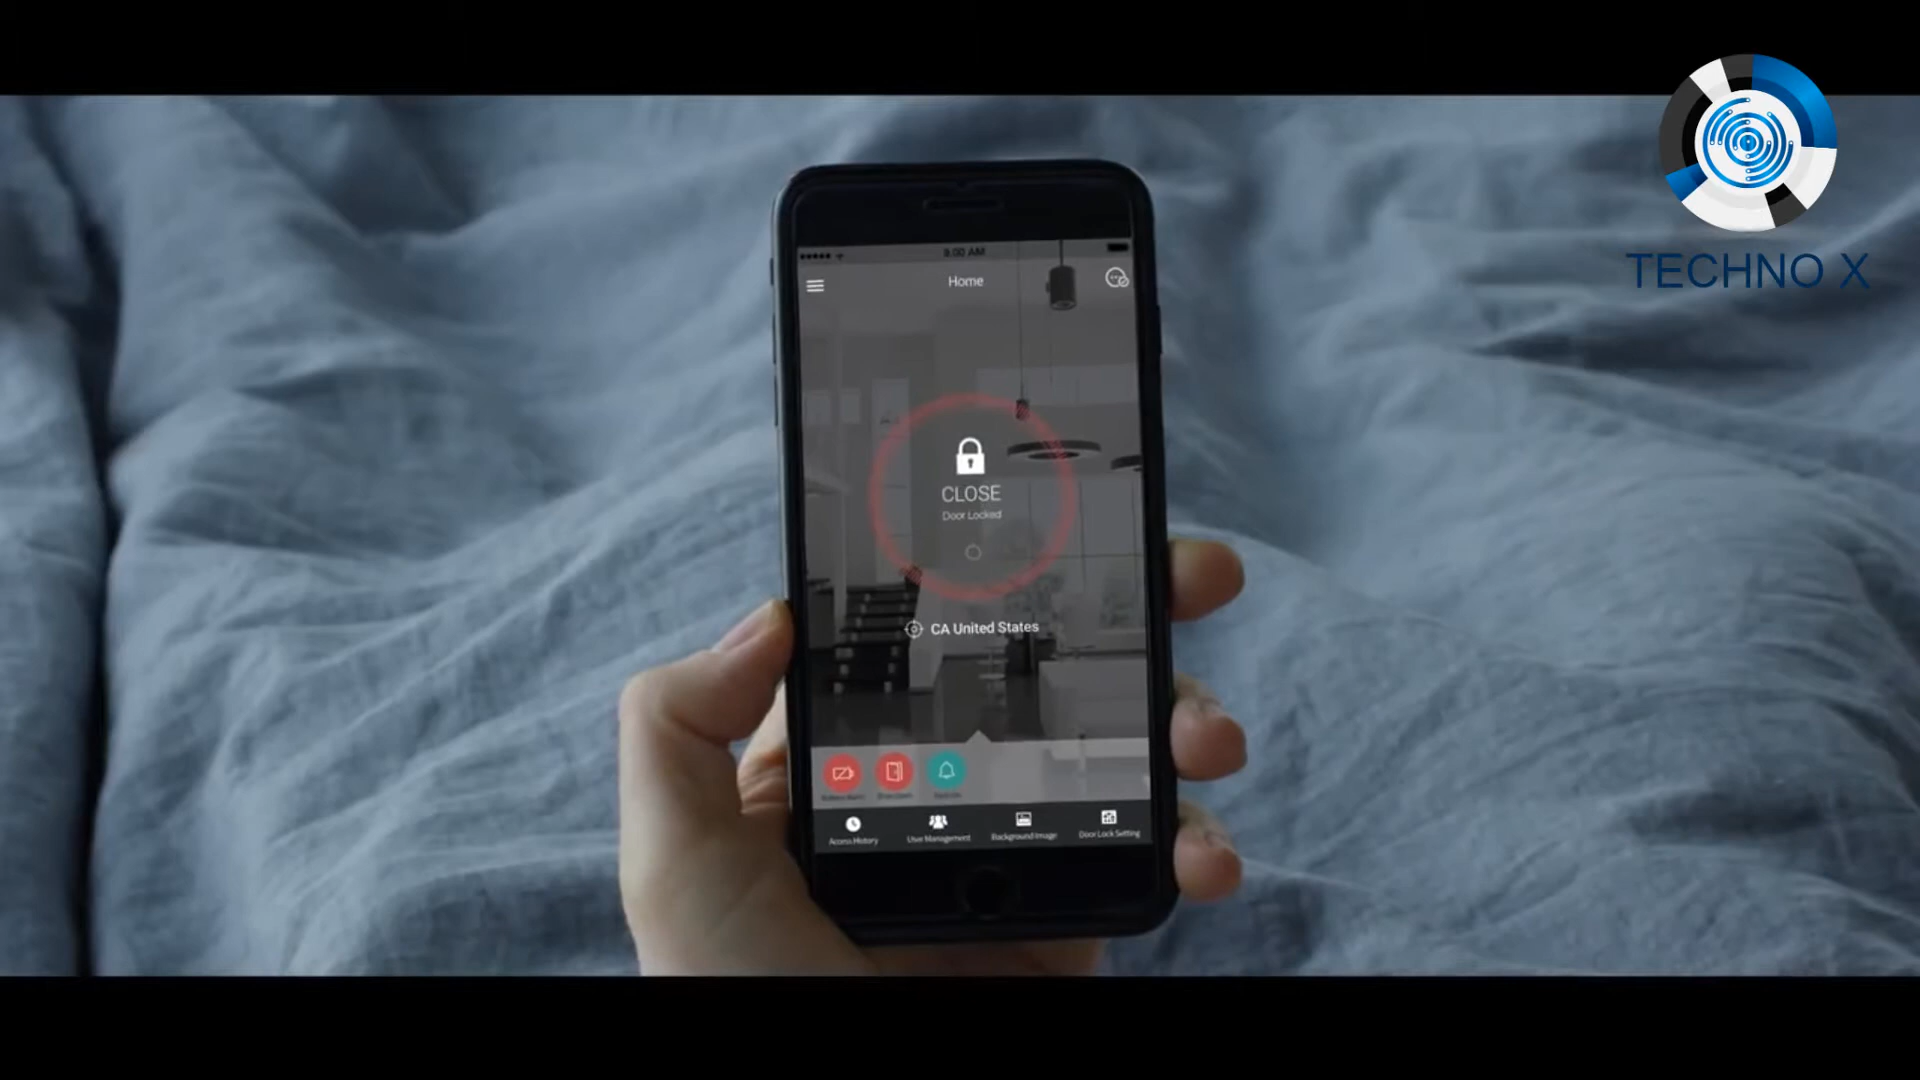 TECHNO X
9:00 AM
Home
CLOSE
Door Locked
CA United States
Access History
User Management
Background Image
Door Lock Setting